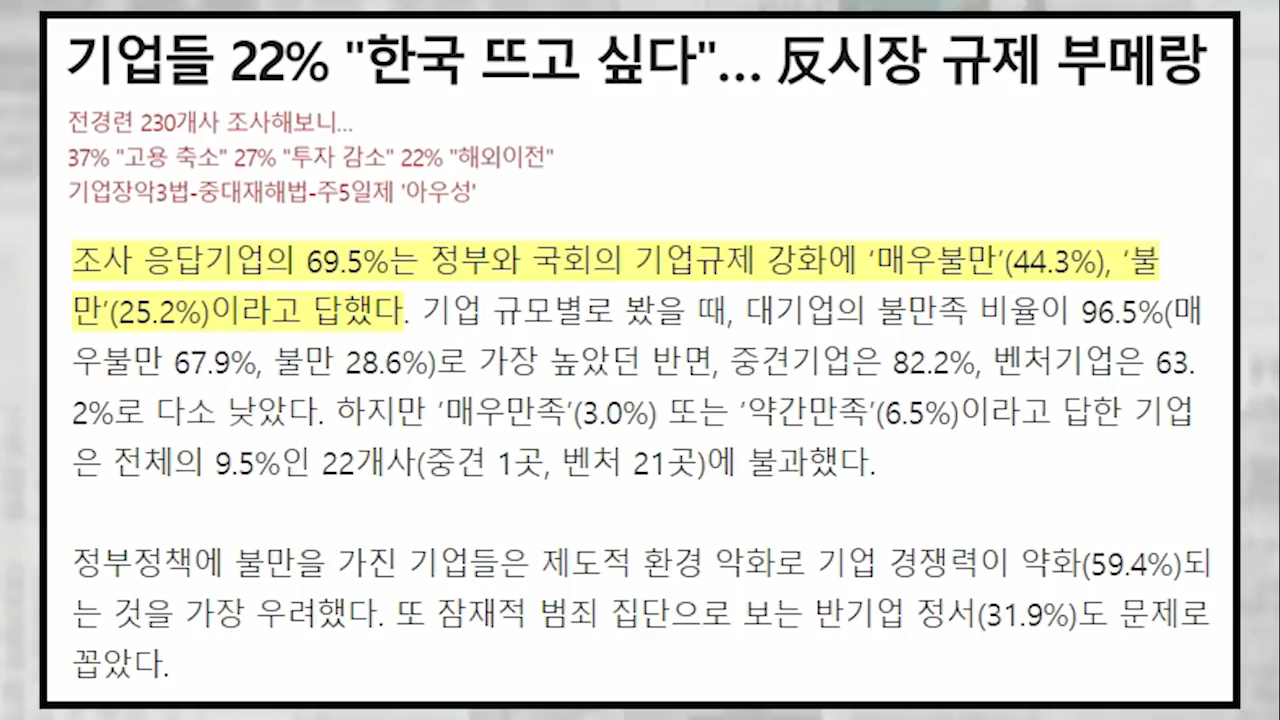 기업들 22% "한국 뜨고 싶다"... 反시장 규제 부메랑
전경련 230개사 조사해보니...
37% "고용 축소" 27% "투자 감소" 22% "해외이전"
기업장악3법-중대재해법-주5일제 '아우성'
조사 응답기업의 69.5%는 정부와 국회의 기업규제 강화에 ‘매우불만’(44.3%), ‘불
만’(25.2%)이라고 답했다. 기업 규모별로 봤을 때, 대기업의 불만족 비율이 96.5%(매
우불만 67.9%, 불만 28.6%)로 가장 높았던 반면, 중견기업은 82.2%, 벤처기업은 63.
2%로 다소 낮았다. 하지만 ‘매우만족’(3.0%) 또는 ‘약간만족’(6.5%)이라고 답한 기업
은 전체의 9.5%인 22개사(중견 1곳, 벤처 21곳)에 불과했다.
정부정책에 불만을 가진 기업들은 제도적 환경 악화로 기업 경쟁력이 약화(59.4%)되
는 것을 가장 우려했다. 또 잠재적 범죄 집단으로 보는 반기업 정서(31.9%)도 문제로
꼽았다.